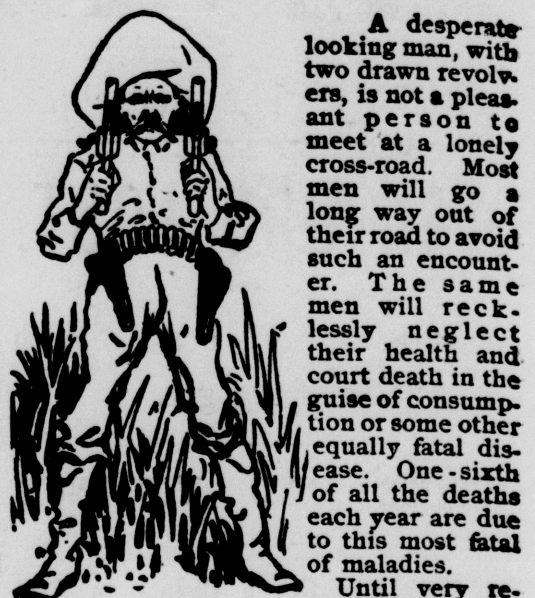 A desperate
looking man, with
two drawn revolv-
ers, is not a pleas-
ant person to
meet at a lonely
cross-road. Most
men will go a
long way out of
their road to avoid
such an encount-
er. The same
men will reck-
lessly neglect
their health and
court death in the
guise of consump-
tion or some other
equally fatal dis-
ease. One-sixth
of all the deaths
each year are due
to this most fatal
of maladies.
Until very re-